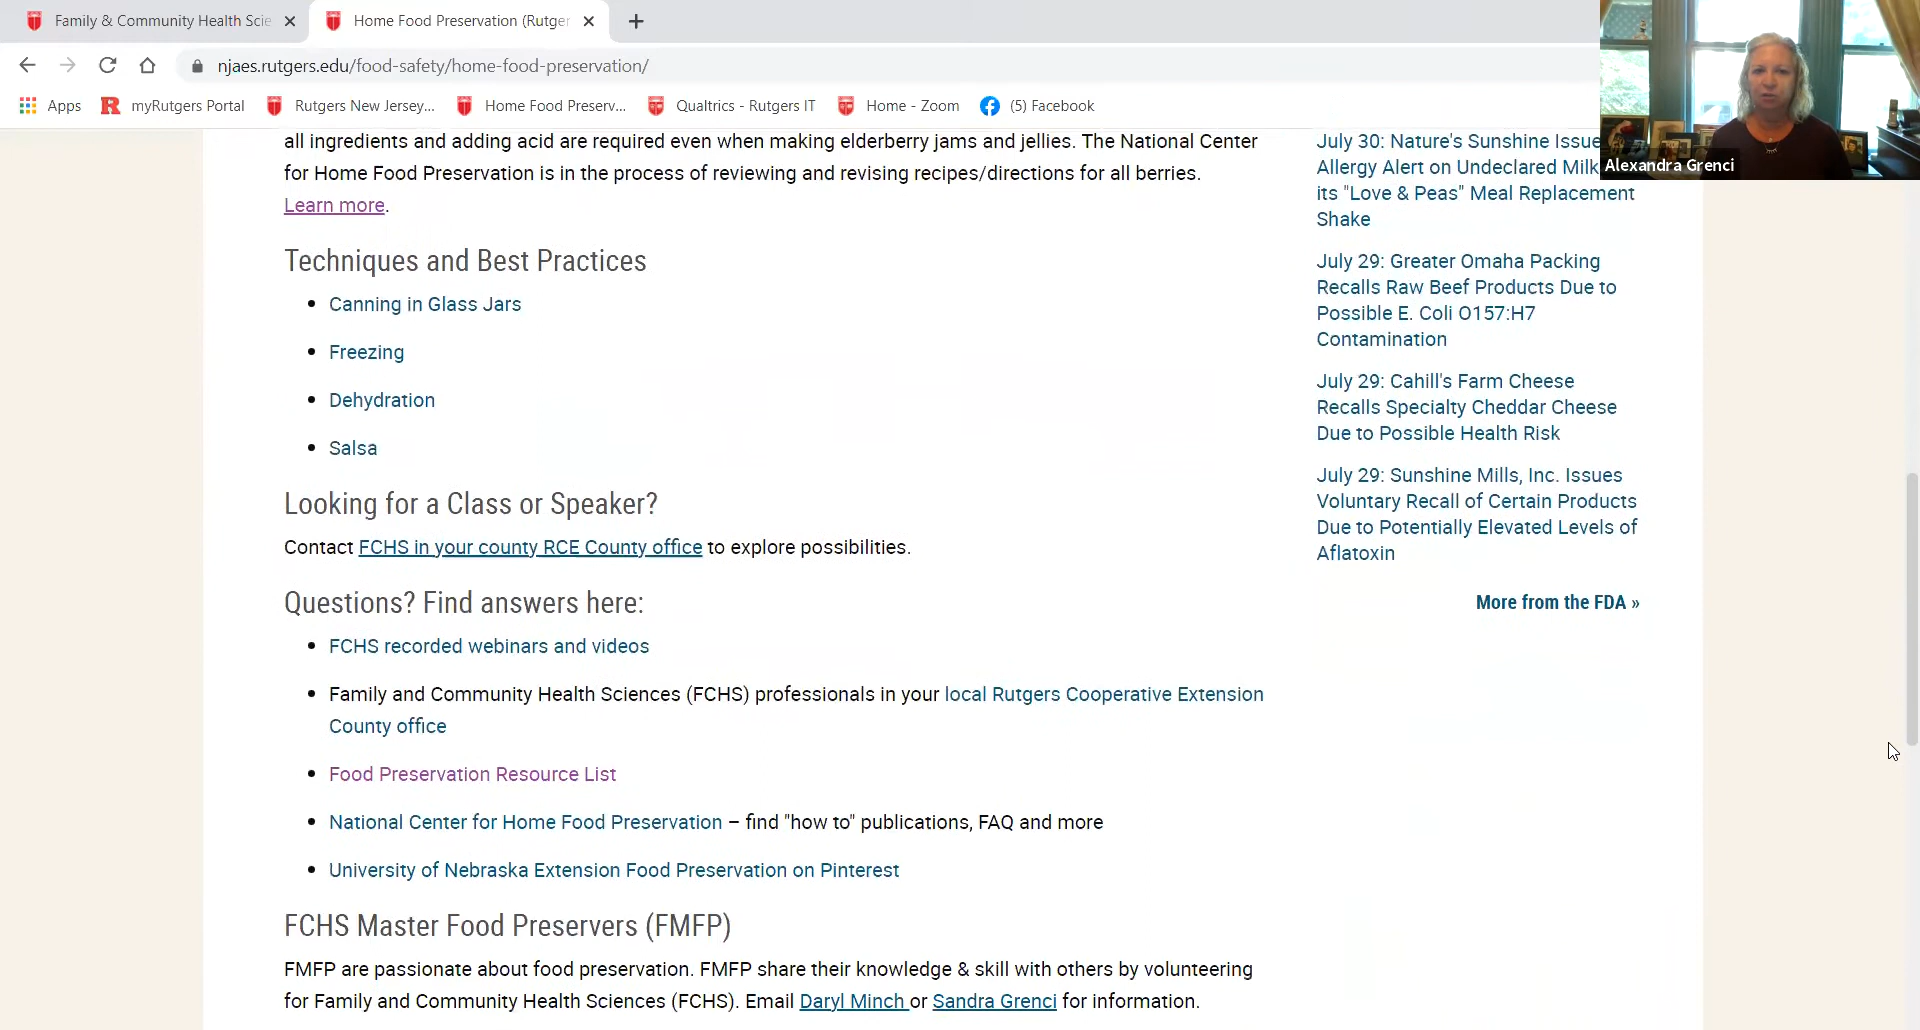 Family & Community Health Scie
Home Food Preservation (Rutger
njaes.rutgers.edu/food-safety/home-food-preservation/
Apps
myRutgers Portal
Rutgers New Jersey...
Home Food Preserv...
Qualtrics - Rutgers IT
Home - Zoom
(5) Facebook
Alexandra Grenci
all ingredients and adding acid are required even when making elderberry jams and jellies. The National Center
for Home Food Preservation is in the process of reviewing and revising recipes/directions for all berries.
Learn more.
Techniques and Best Practices
Canning in Glass Jars
Freezing
Dehydration
Salsa
Looking for a Class or Speaker?
Contact FCHS in your county RCE County office to explore possibilities.
Questions? Find answers here:
FCHS recorded webinars and videos
Family and Community Health Sciences (FCHS) professionals in your local Rutgers Cooperative Extension
County office
Food Preservation Resource List
National Center for Home Food Preservation – find "how to" publications, FAQ and more
University of Nebraska Extension Food Preservation on Pinterest
FCHS Master Food Preservers (FMFP)
FMFP are passionate about food preservation. FMFP share their knowledge & skill with others by volunteering
for Family and Community Health Sciences (FCHS). Email Daryl Minch or Sandra Grenci for information.
July 30: Nature's Sunshine Issue
Allergy Alert on Undeclared Milk
its "Love & Peas" Meal Replacement
Shake
July 29: Greater Omaha Packing
Recalls Raw Beef Products Due to
Possible E. Coli O157:H7
Contamination
July 29: Cahill's Farm Cheese
Recalls Specialty Cheddar Cheese
Due to Possible Health Risk
July 29: Sunshine Mills, Inc. Issues
Voluntary Recall of Certain Products
Due to Potentially Elevated Levels of
Aflatoxin
More from the FDA »